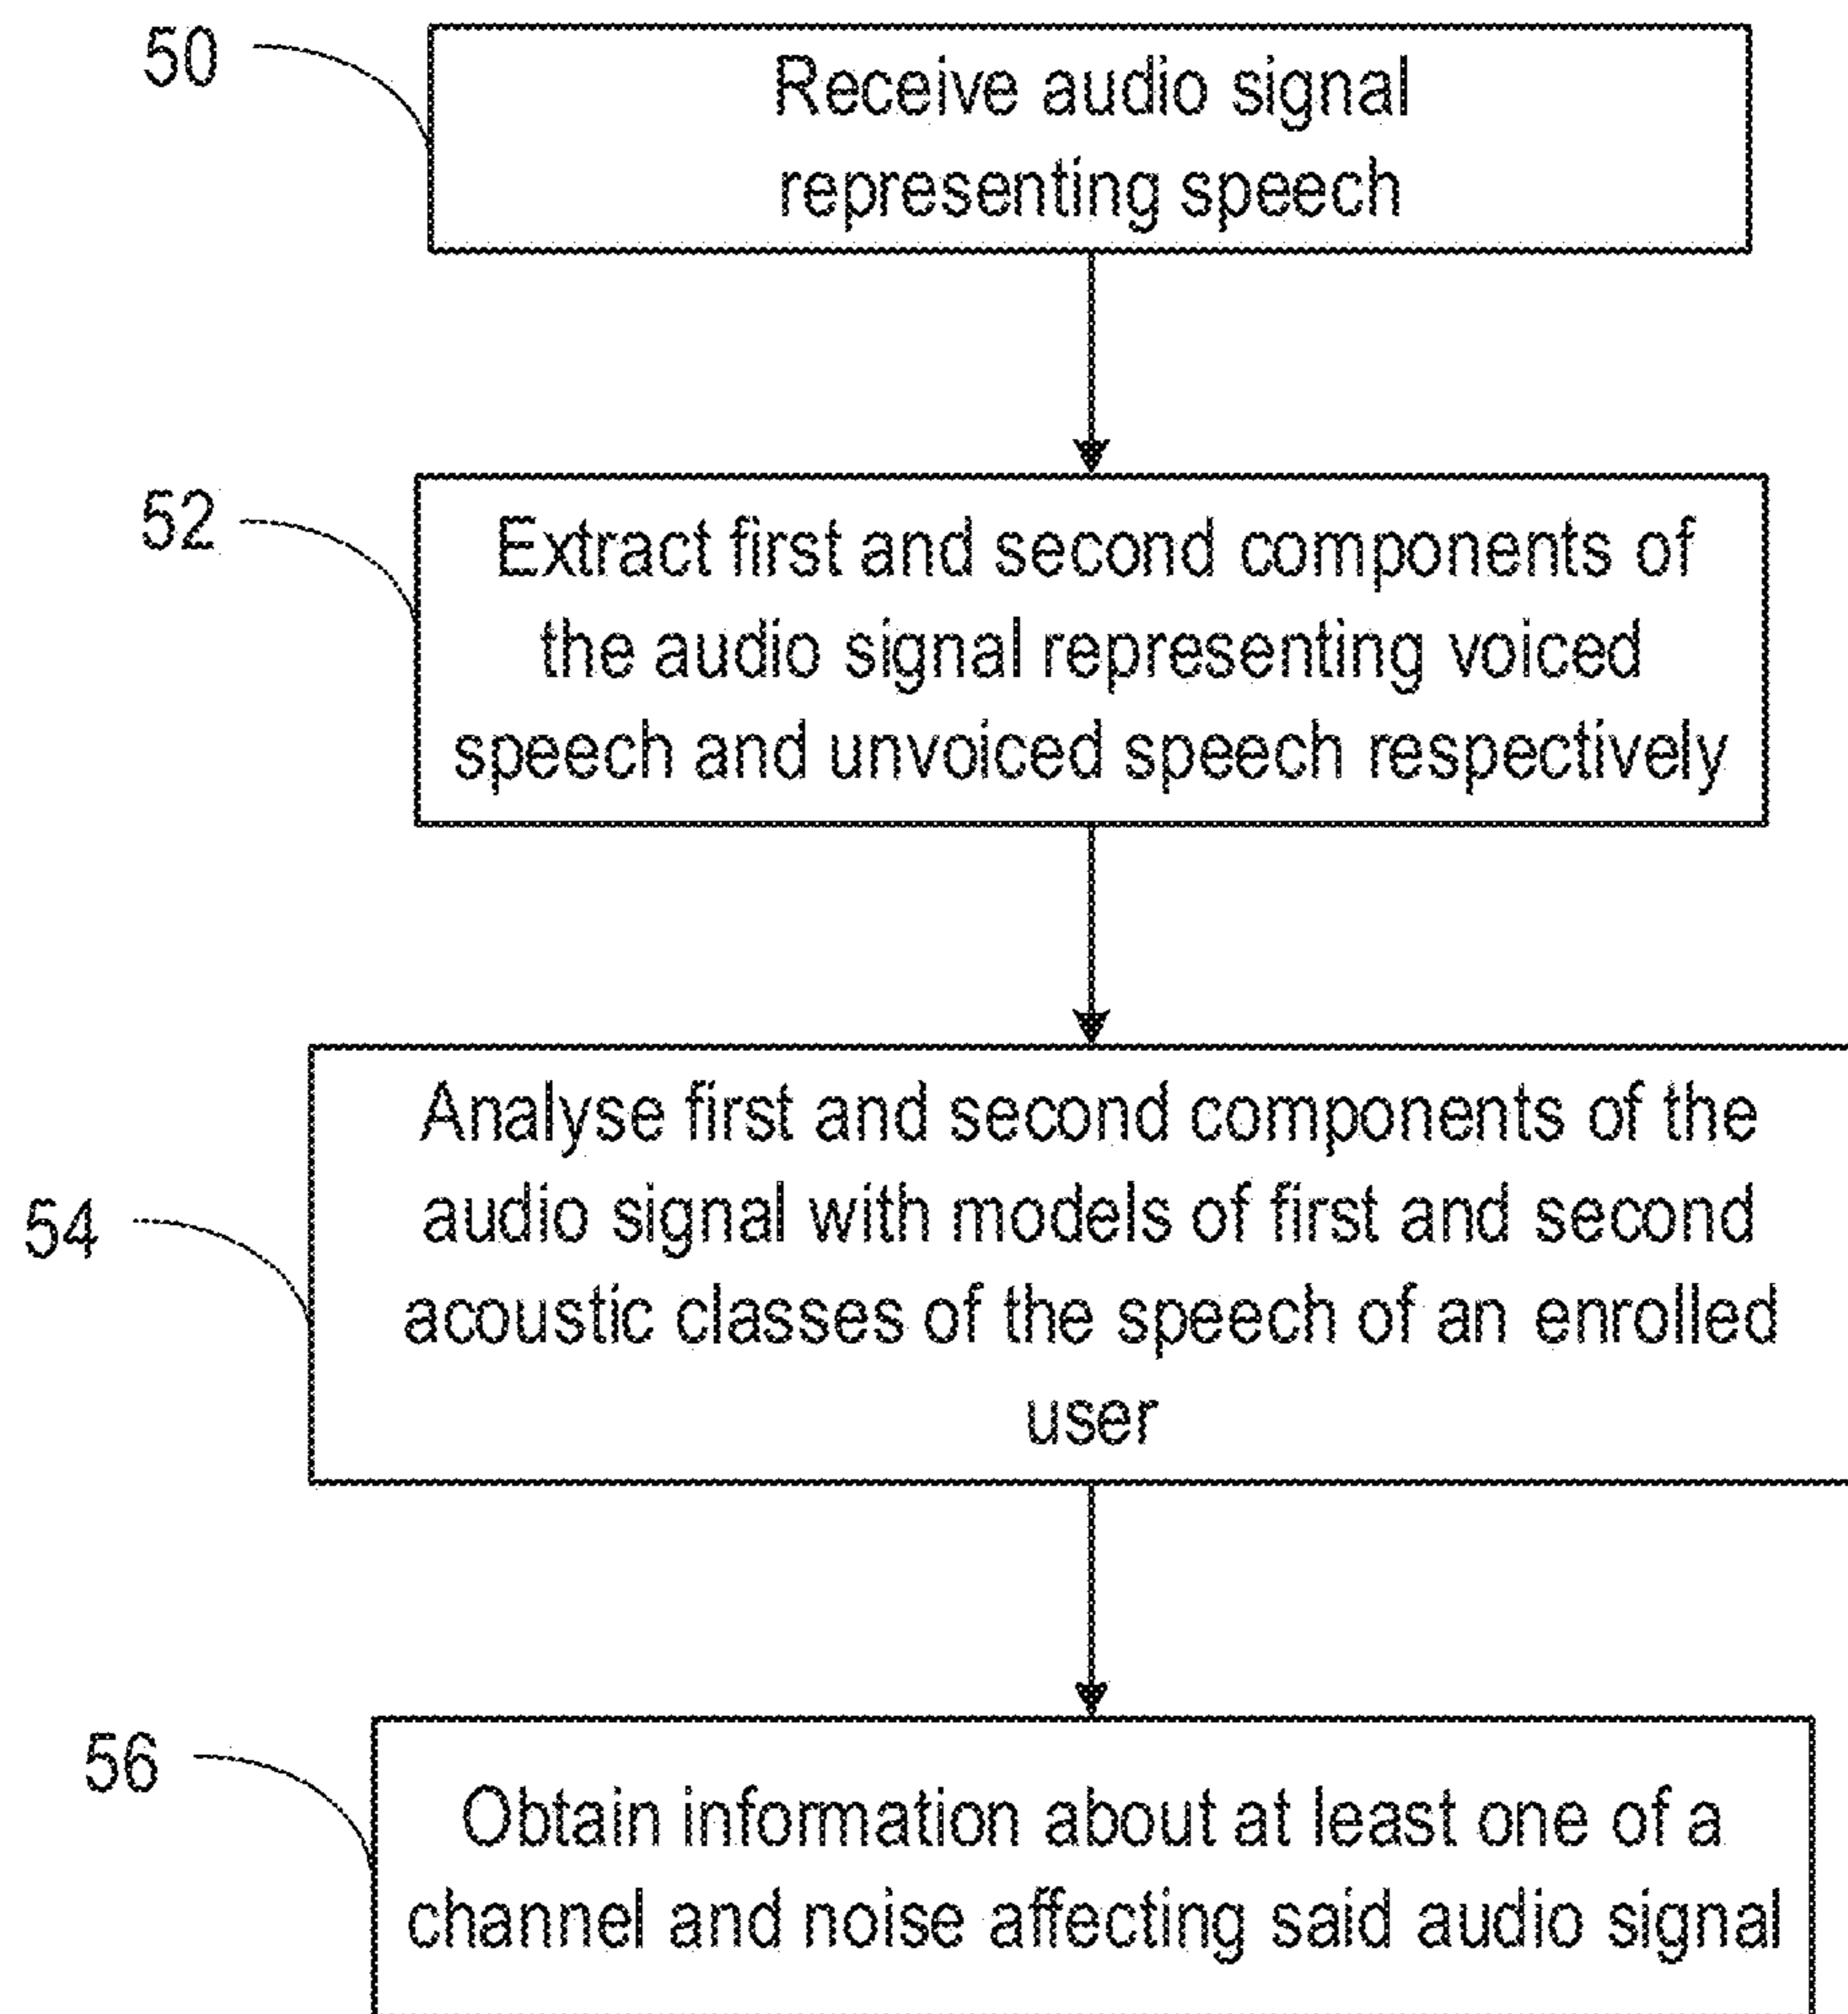 50
Receive audio signal
representing speech
52
Extract first and second components of
the audio signal representing voiced
speech and unvoiced speech respectively
54
Analyse first and second components of the
audio signal with models of first and second
acoustic classes of the speech of an enrolled
user
56
Obtain information about at least one of a
channel and noise affecting said audio signal